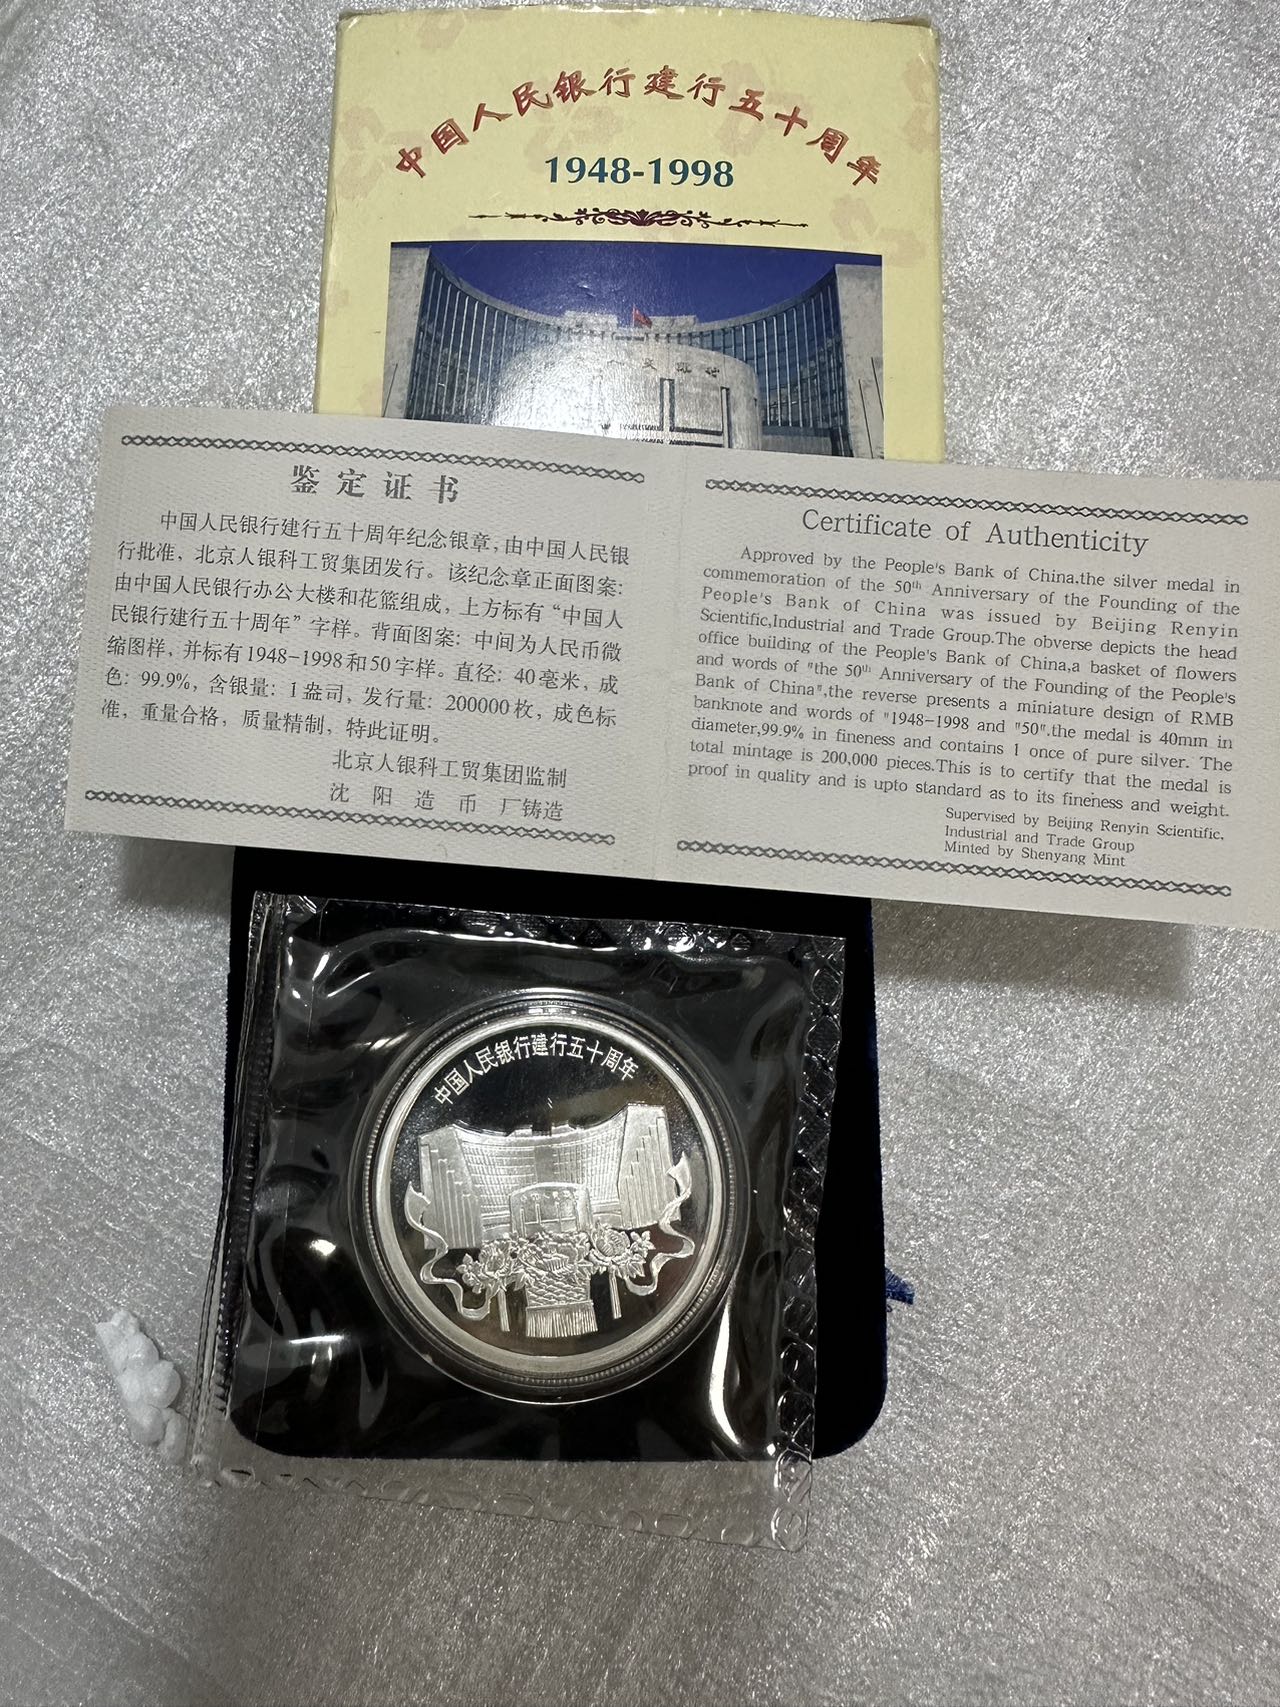 中国人民银行建行五十周年
1948-1998
鉴定证书
中国人民银行建行五十周年纪念银章,由中国人民银
行批准，北京人银科工贸集团发行。该纪念章正面图案:
由中国人民银行办公大楼和花篮组成，上方标有“中国人
民银行建行五十周年”字样。背面图案：中间为人民币微
缩图样，并标有1948-1998和50字样。直径：40毫米，成
色：99.9%，含银量：1盎司，发行量：200000枚，成色标
准，重量合格，质量精制，特此证明。
北京人银科工贸集团监制
沈阳造币厂铸造
Certificate of Authenticity
Approved by the People's Bank of China.the silver medal in
commemoration of the 50th Anniversary of the Founding of the
People's Bank of China was issued by Beijing Renyin
Scientific,Industrial and Trade Group.The obverse depicts the head
office building of the People's Bank of China,a basket of flowers
and words of "the 50th Anniversary of the Founding of the People's
Bank of China",the reverse presents a miniature design of RMB
banknote and words of "1948-1998 and "50".the medal is 40mm in
diameter,99.9% in fineness and contains 1 once of pure silver. The
total mintage is 200,000 pieces.This is to certify that the medal is
proof in quality and is upto standard as to its fineness and weight.
Supervised by Beijing Renyin Scientific,
Industrial and Trade Group
Minted by Shenyang Mint
中国人民银行建行五十周年